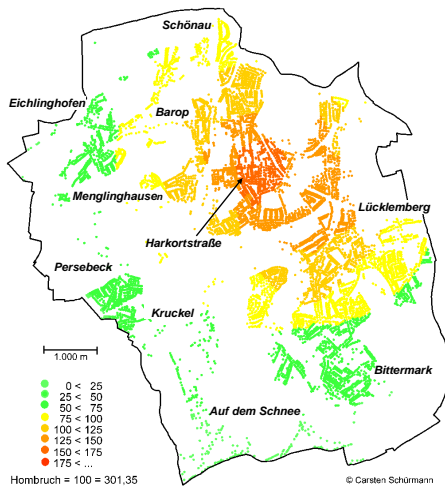 Schönau
Eichlinghofen
Barop
Menglinghausen
Lücklemberg
Harkortstraße
Persebeck
Kruckel
1.000 m
Bittermark
0 < 25
25 < 50
50 < 75
75 < 100
100 < 125
125 < 150
150 < 175
175 < ...
Auf dem Schnee
Hombruch = 100 = 301,35
© Carsten Schürmann